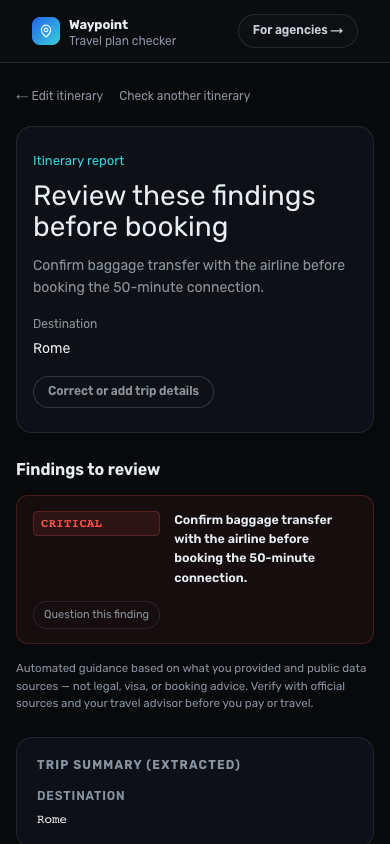 Waypoint
Travel plan checker
For agencies →
← Edit itinerary
Check another itinerary
Itinerary report
Review these findings
before booking
Confirm baggage transfer with the airline before
booking the 50-minute connection.
Destination
Rome
Correct or add trip details
Findings to review
CRITICAL
Confirm baggage transfer
with the airline before
booking the 50-minute
connection.
Question this finding
Automated guidance based on what you provided and public data
sources — not legal, visa, or booking advice. Verify with official
sources and your travel advisor before you pay or travel.
TRIP SUMMARY (EXTRACTED)
DESTINATION
Rome